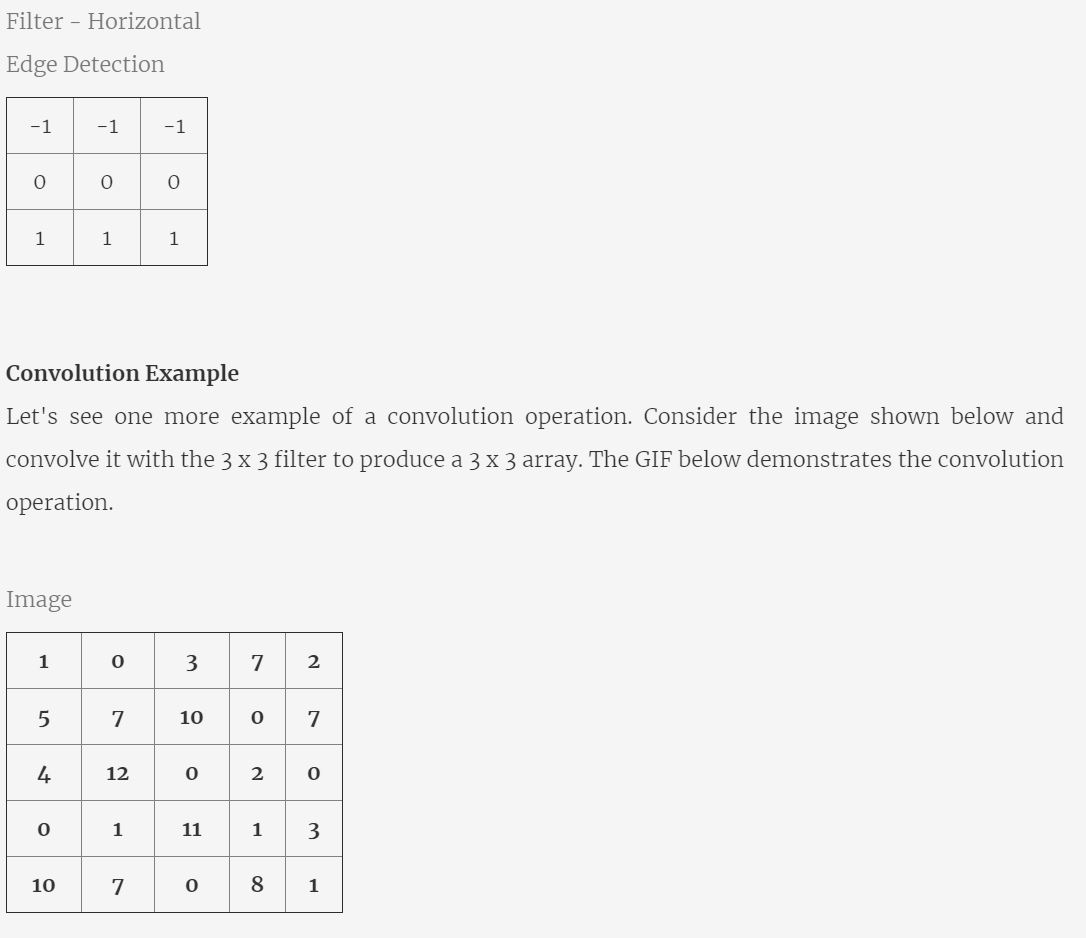 Filter - Horizontal
Edge Detection
-1 -1 -1
0 0 0
1 1 1
Convolution Example
Let's see one more example of a convolution operation. Consider the image shown below and
convolve it with the 3 x 3 filter to produce a 3 x 3 array. The GIF below demonstrates the convolution
operation.
Image
1 0 3 7 2
5 7 10 0 7
4 12 0 2 0
0 1 11 1 3
10 7 0 8 1